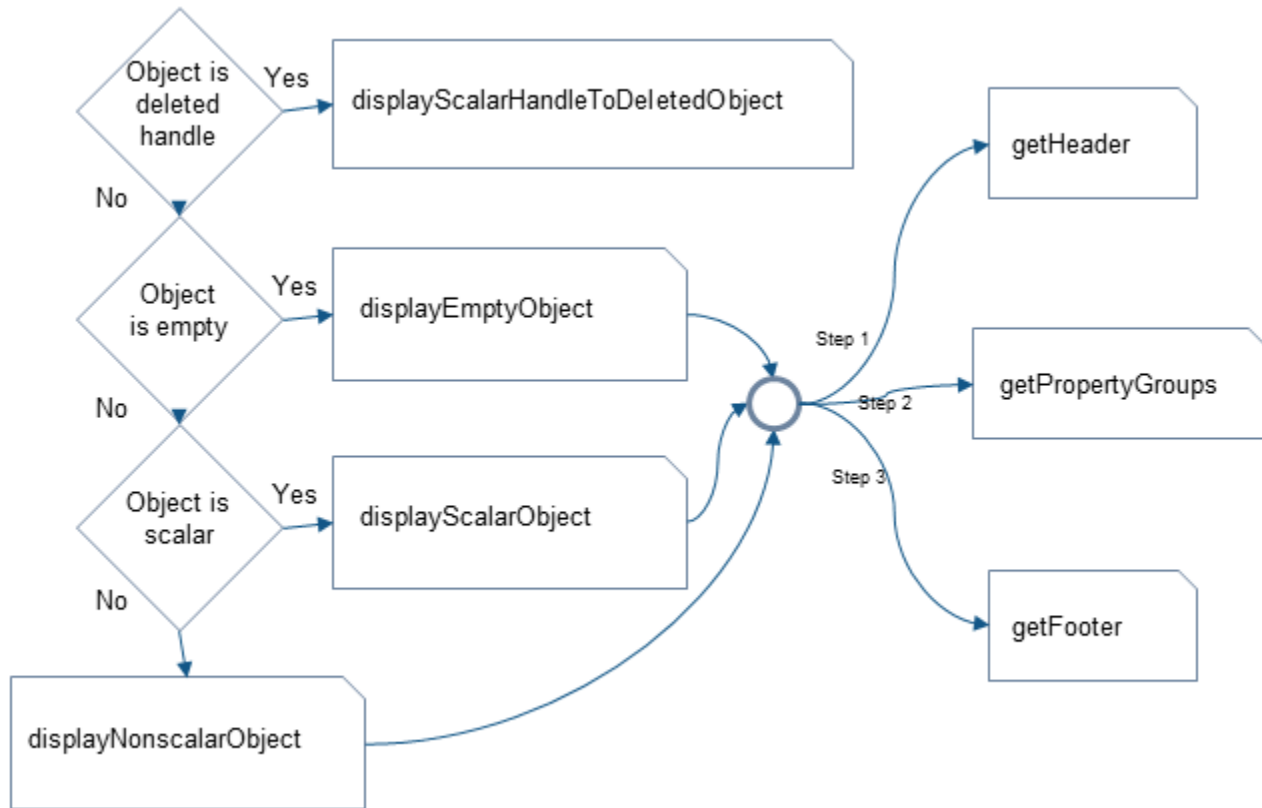 Object is
deleted
handle
Yes
displayScalarHandleToDeletedObject
getHeader
No
Object
is empty
Yes
displayEmptyObject
Step 1
getPropertyGroups
Step 2
No
Object is
scalar
Yes
displayScalarObject
Step 3
No
getFooter
displayNonscalarObject